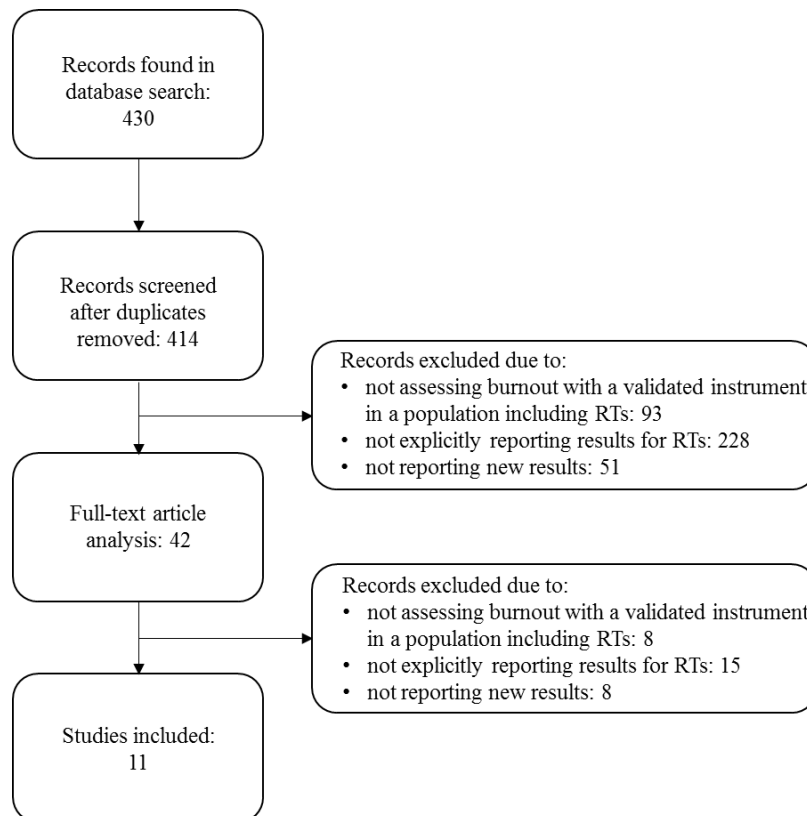 Records found in
database search:
430
Records screened
after duplicates
removed: 414
Records excluded due to:
• not assessing burnout with a validated instrument
in a population including RTs: 93
• not explicitly reporting results for RTs: 228
• not reporting new results: 51
Full-text article
analysis: 42
Records excluded due to:
• not assessing burnout with a validated instrument
in a population including RTs: 8
• not explicitly reporting results for RTs: 15
• not reporting new results: 8
Studies included:
11